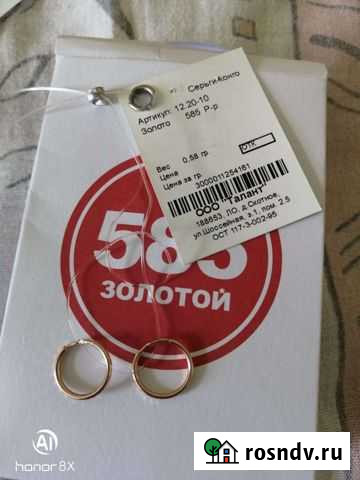 Серьги/Конго
Артикул: 12.20-10
Золото 585 Р-р
Вес 0,58 гр.
Цена
Цена за гр.
ОТК
3000011254161
ООО "Талант"
188653, ЛО, д.Скотное,
ул.Шоссейная, з.1, пом. 2.5
ОСТ 117-3-002-95
585
ЗОЛОТОЙ
AI
honor 8X
rosndv.ru